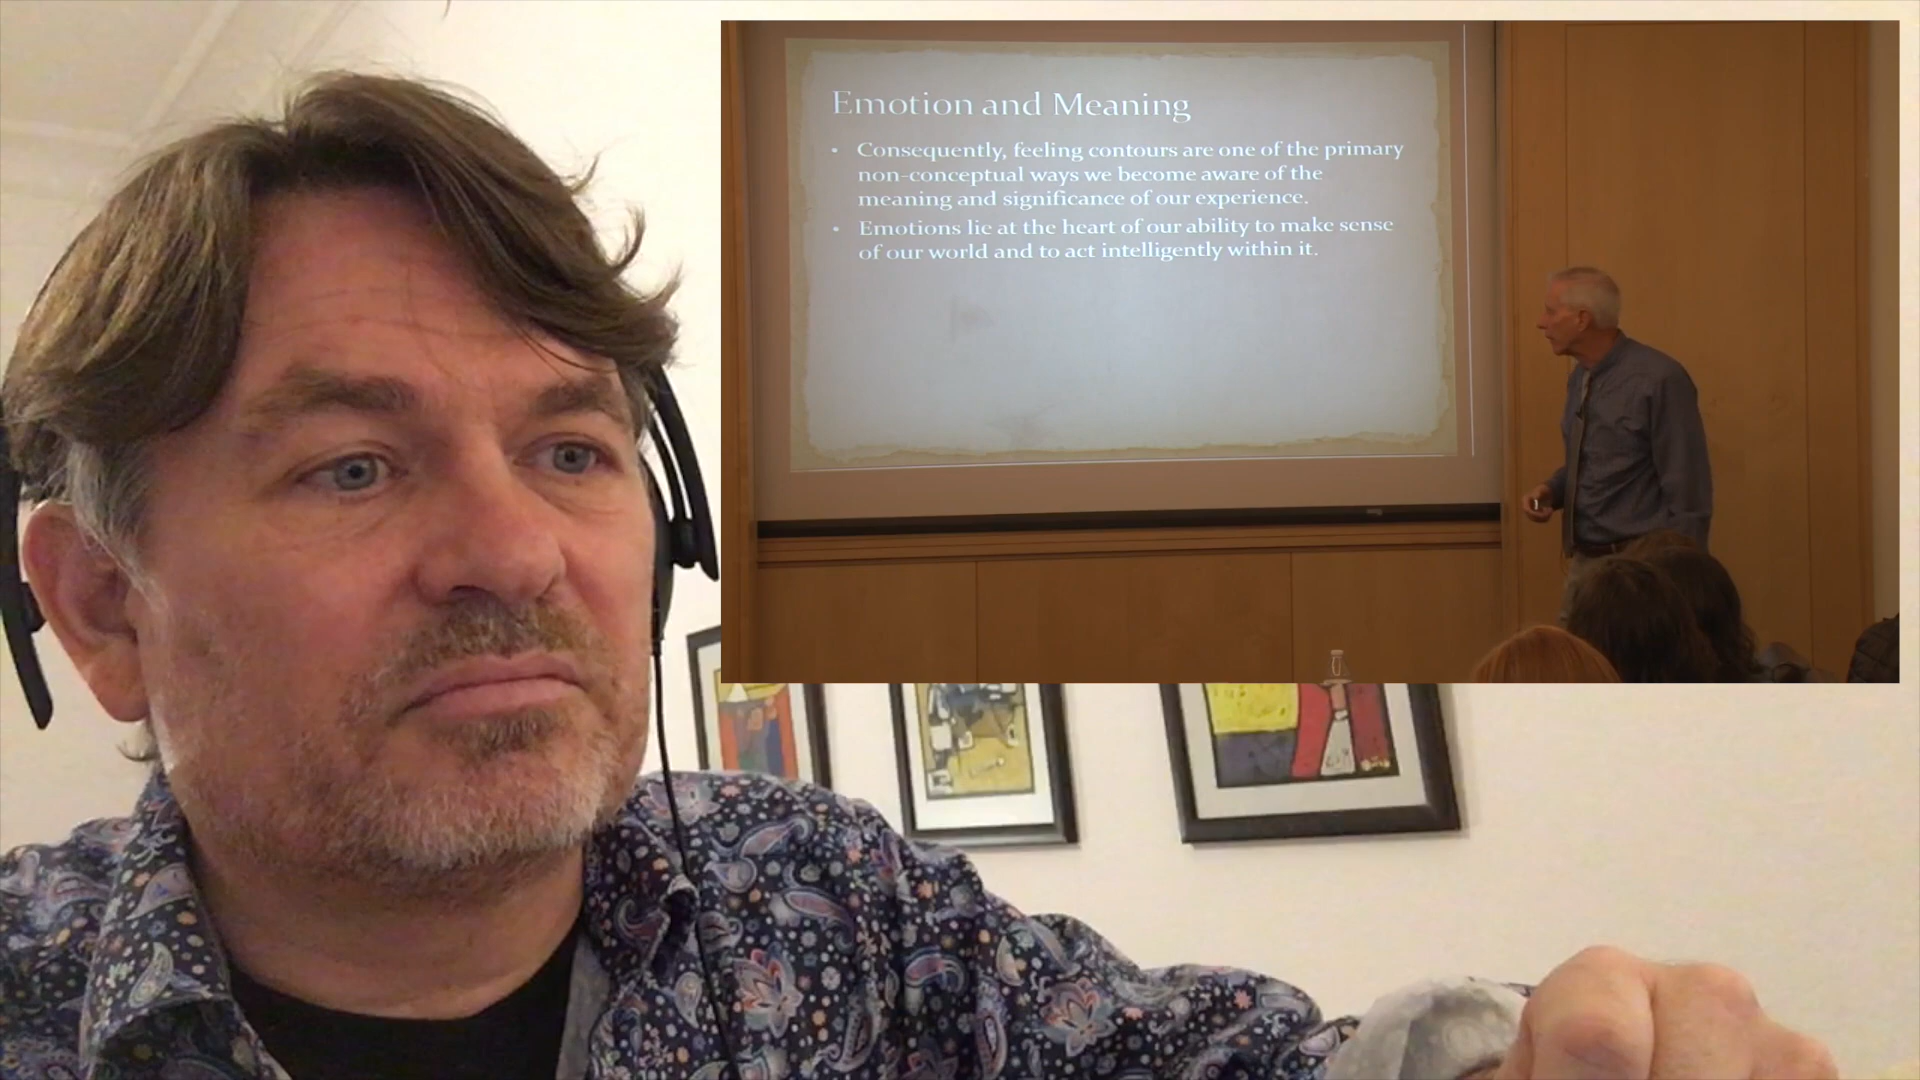 Emotion and Meaning
• Consequently, feeling contours are one of the primary
non-conceptual ways we become aware of the
meaning and significance of our experience.
• Emotions lie at the heart of our ability to make sense
of our world and to act intelligently within it.